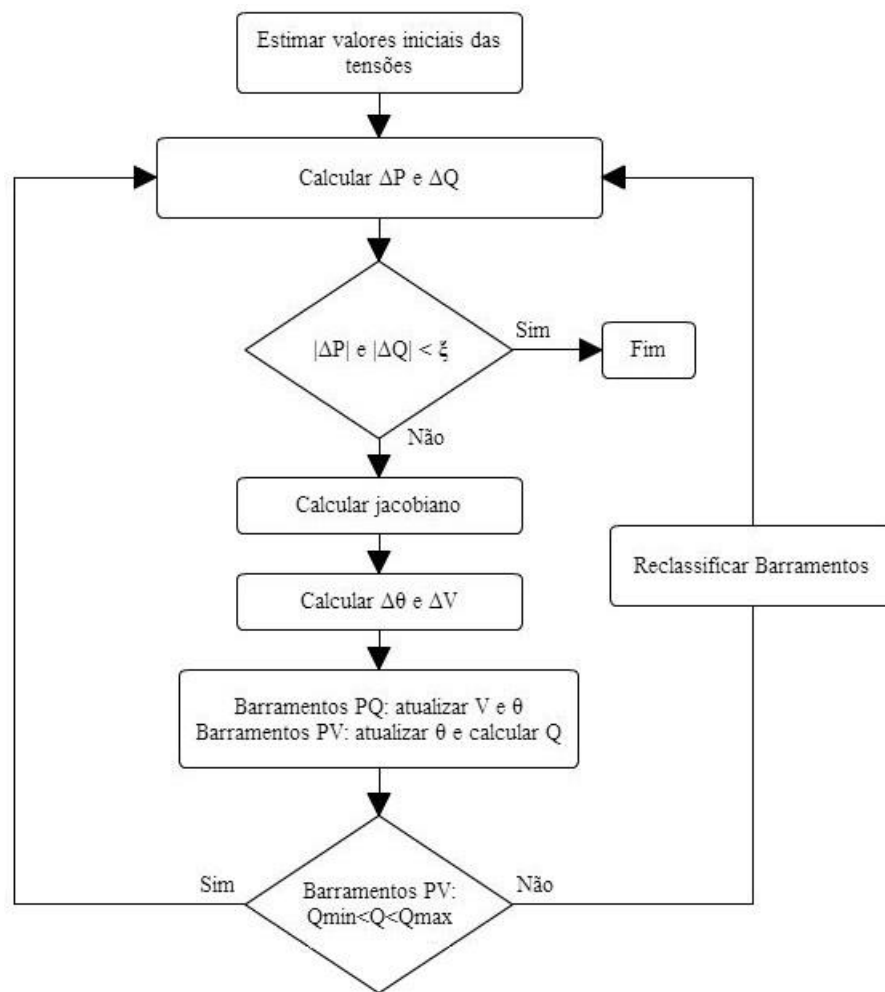 Estimar valores iniciais das
tensões
Calcular ΔP e ΔQ
|ΔP| e |ΔQ| < ξ
Sim
Fim
Não
Calcular jacobiano
Reclassificar Barramentos
Calcular Δθ e ΔV
Barramentos PQ: atualizar V e θ
Barramentos PV: atualizar θ e calcular Q
Sim
Barramentos PV:
Qmin<Q<Qmax
Não